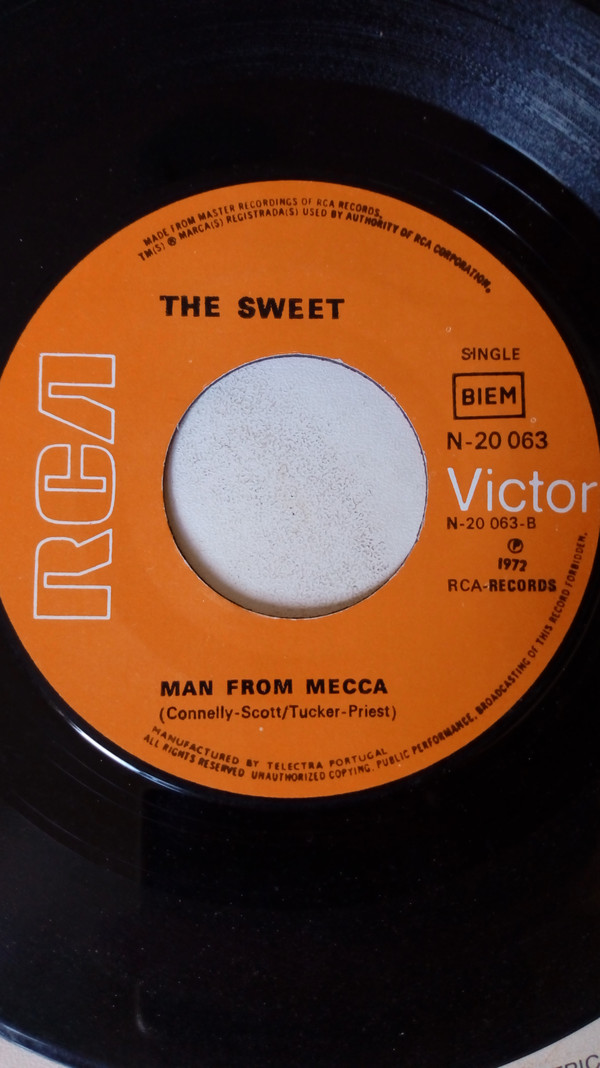 MADE FROM MASTER RECORDINGS OF RCA RECORDS.
TM(S) ® MARCA(S) REGISTRADA(S) USED BY AUTHORITY OF RCA CORPORATION.
THE SWEET
RCA
SINGLE
BIEM
N-20 063
Victor
N-20 063-B
℗
1972
RCA-RECORDS
MAN FROM MECCA
(Connelly-Scott/Tucker-Priest)
MANUFACTURED BY TELECTRA PORTUGAL
ALL RIGHTS RESERVED UNAUTHORIZED COPYING. PUBLIC PERFORMANCE. BROADCASTING OF THIS RECORD FORBIDDEN.